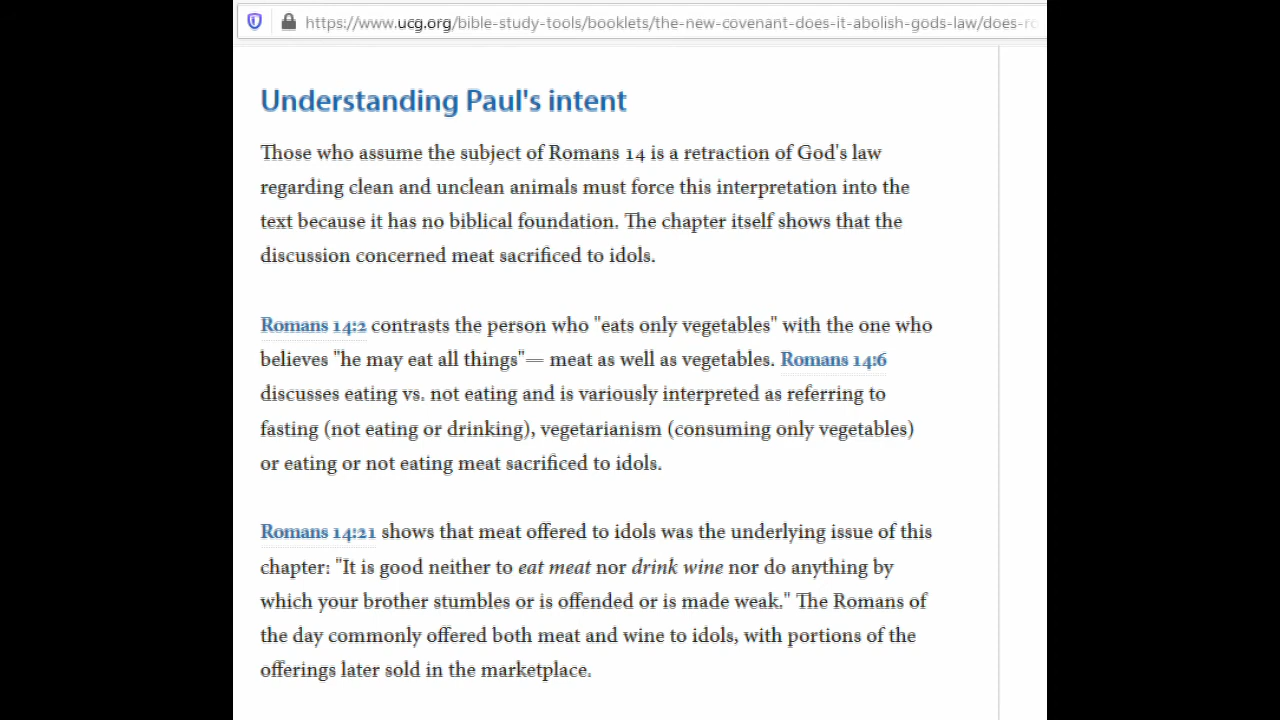 https://www.ucg.org/bible-study-tools/booklets/the-new-covenant-does-it-abolish-gods-law/does-ro
Understanding Paul's intent
Those who assume the subject of Romans 14 is a retraction of God's law
regarding clean and unclean animals must force this interpretation into the
text because it has no biblical foundation. The chapter itself shows that the
discussion concerned meat sacrificed to idols.
Romans 14:2 contrasts the person who "eats only vegetables" with the one who
believes "he may eat all things"— meat as well as vegetables. Romans 14:6
discusses eating vs. not eating and is variously interpreted as referring to
fasting (not eating or drinking), vegetarianism (consuming only vegetables)
or eating or not eating meat sacrificed to idols.
Romans 14:21 shows that meat offered to idols was the underlying issue of this
chapter: "It is good neither to eat meat nor drink wine nor do anything by
which your brother stumbles or is offended or is made weak." The Romans of
the day commonly offered both meat and wine to idols, with portions of the
offerings later sold in the marketplace.